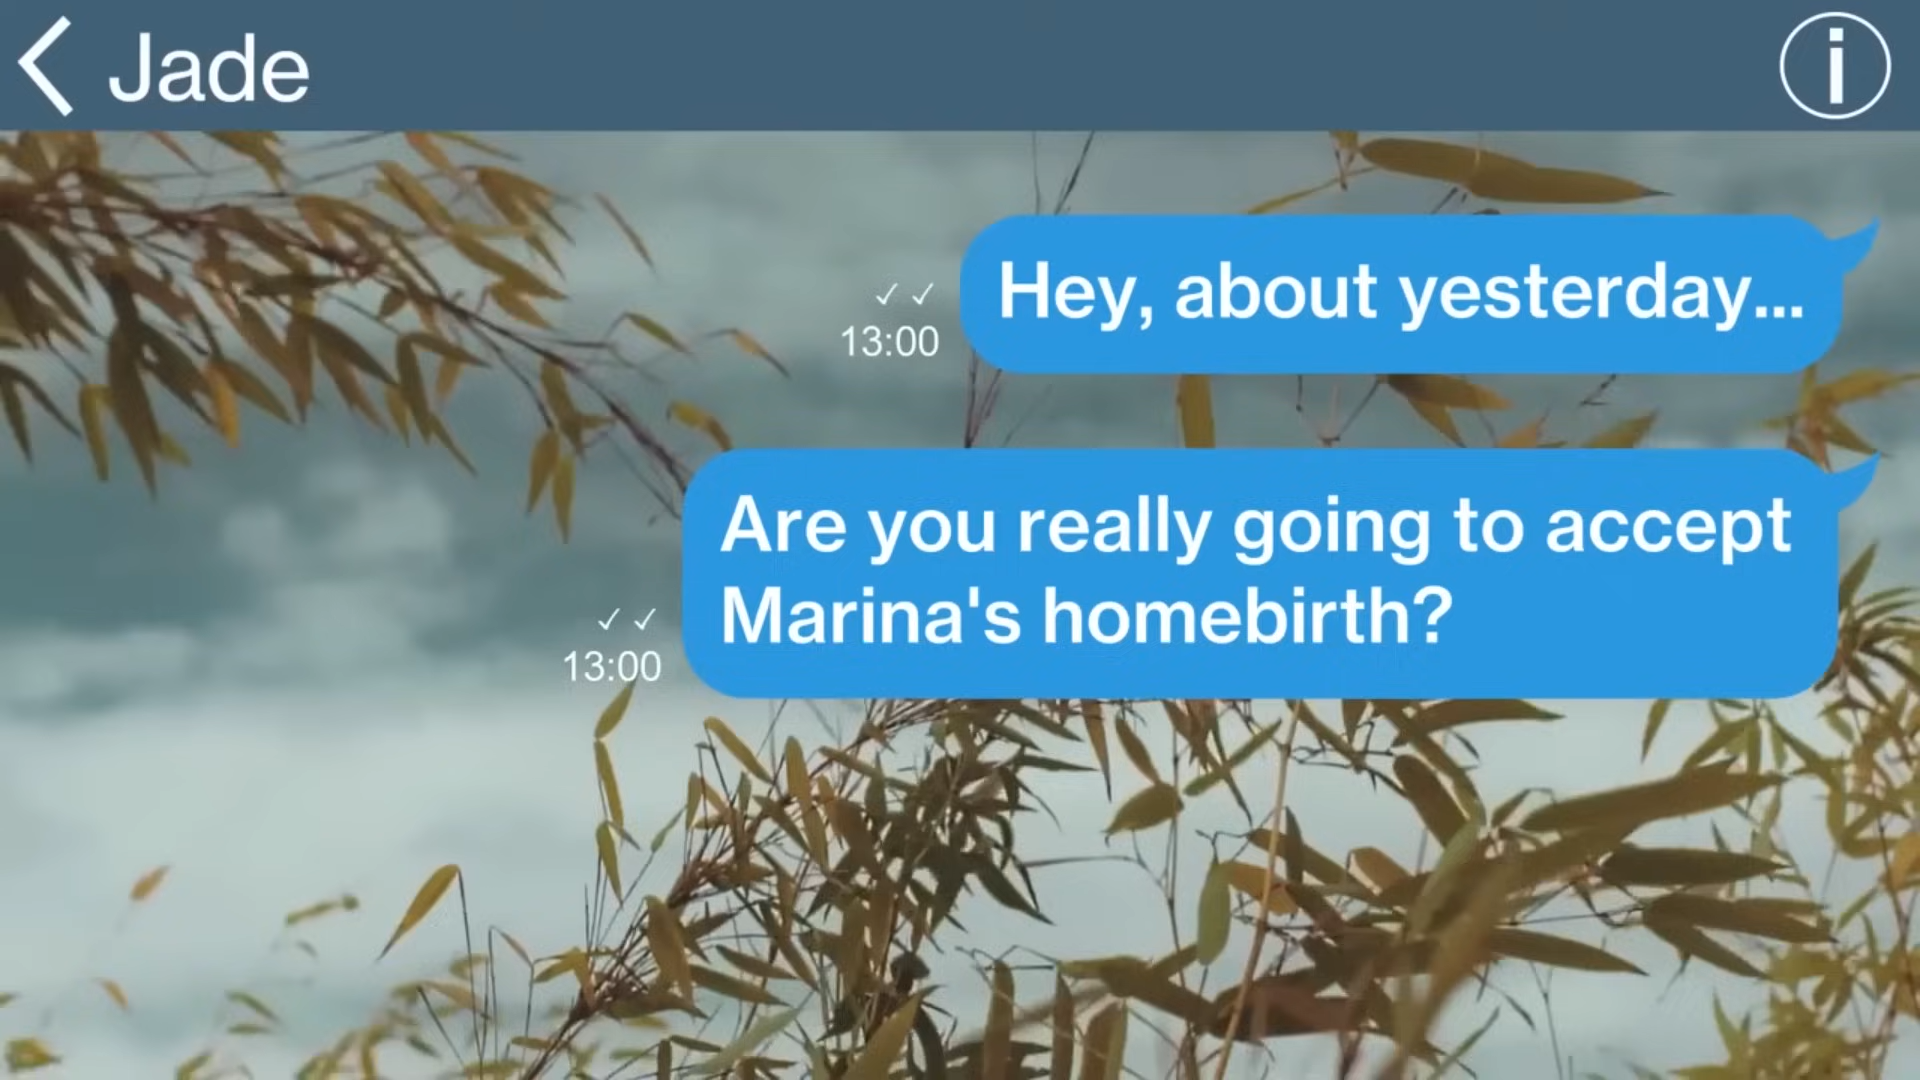 Jade
Hey, about yesterday...
13:00
Are you really going to accept
Marina's homebirth?
13:00